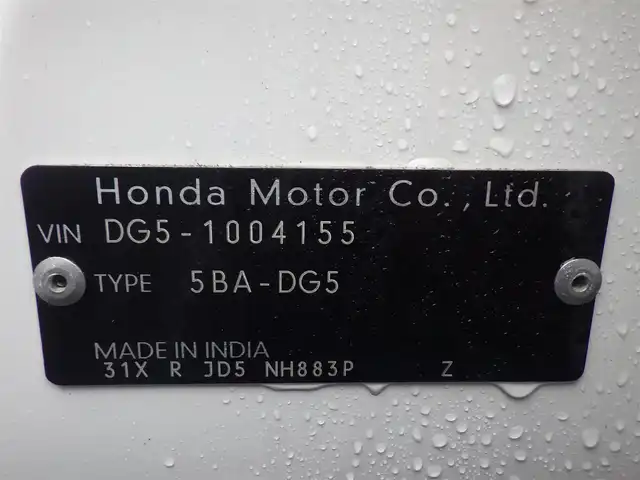 Honda Motor Co., Ltd.
VIN DG5-1004155
TYPE 5BA-DG5
MADE IN INDIA
31X R JD5 NH883P Z